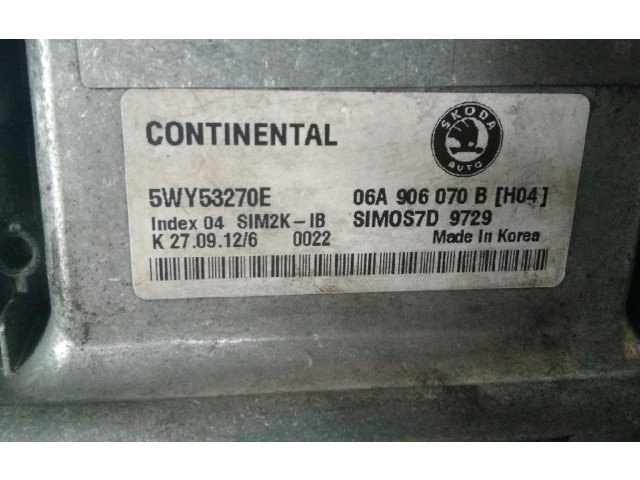 CONTINENTAL
SKODA
AUTO
5WY53270E 06A 906 070 B [H04]
Index 04 SIM2K-IB SIMOS7D 9729
K 27.09.12/6 0022 Made In Korea